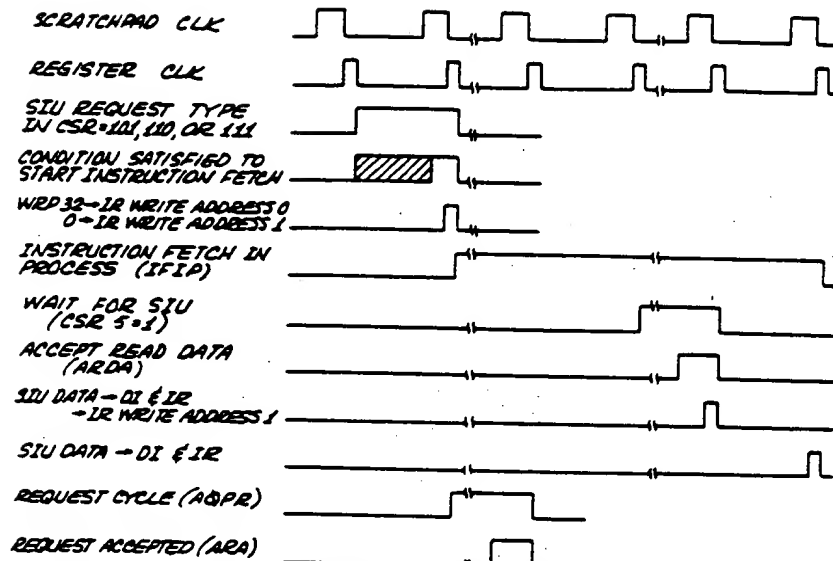 SCRATCHPAD CLK
REGISTER CLK
SIU REQUEST TYPE
IN CSR=101, 110, OR 111
CONDITION SATISFIED TO
START INSTRUCTION FETCH
WRP 32→IR WRITE ADDRESS 0
0→IR WRITE ADDRESS 1
INSTRUCTION FETCH IN
PROCESS (IFIP)
WAIT FOR SIU
(CSR 5=1)
ACCEPT READ DATA
(ARDA)
SIU DATA → DI & IR
→ IR WRITE ADDRESS 1
SIU DATA → DI & IR
REQUEST CYCLE (AOPR)
REQUEST ACCEPTED (ARA)